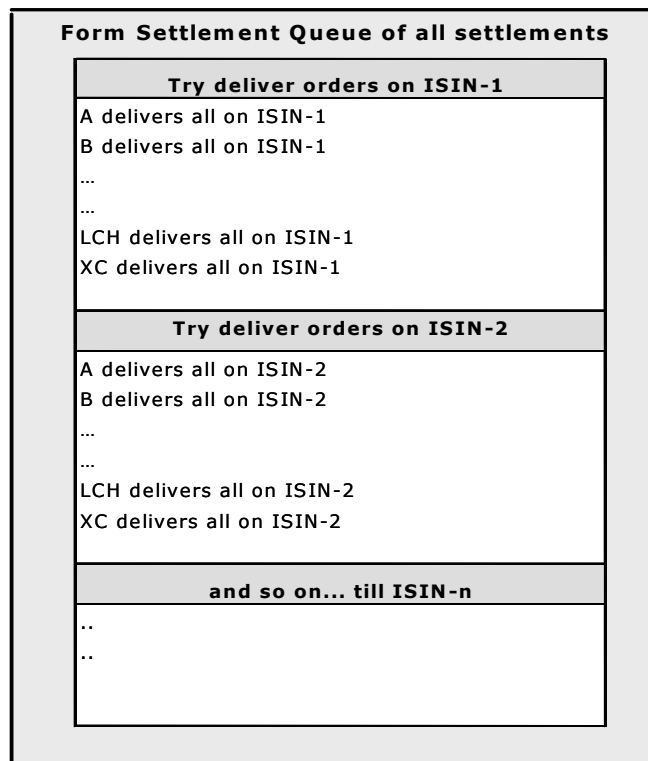 Form Settlement Queue of all settlements
Try deliver orders on ISIN-1
A delivers all on ISIN-1
B delivers all on ISIN-1
...
...
LCH delivers all on ISIN-1
XC delivers all on ISIN-1
Try deliver orders on ISIN-2
A delivers all on ISIN-2
B delivers all on ISIN-2
...
...
LCH delivers all on ISIN-2
XC delivers all on ISIN-2
and so on... till ISIN-n
..
..